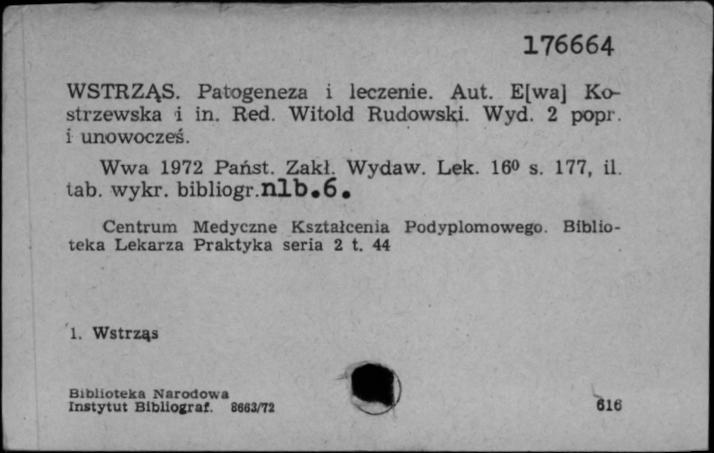 176664
WSTRZĄS. Patogeneza i leczenie. Aut. E[wa] Ko-
strzewska i in. Red. Witold Rudowski. Wyd. 2 popr.
i unowocześ.
Wwa 1972 Państ. Zakł. Wydaw. Lek. 16⁰ s. 177, il.
tab. wykr. bibliogr.nlb.6.
Centrum Medyczne Kształcenia Podyplomowego. Biblio-
teka Lekarza Praktyka seria 2 t. 44
1. Wstrząs
Biblioteka Narodowa
Instytut Bibliograf. 8663/72
616